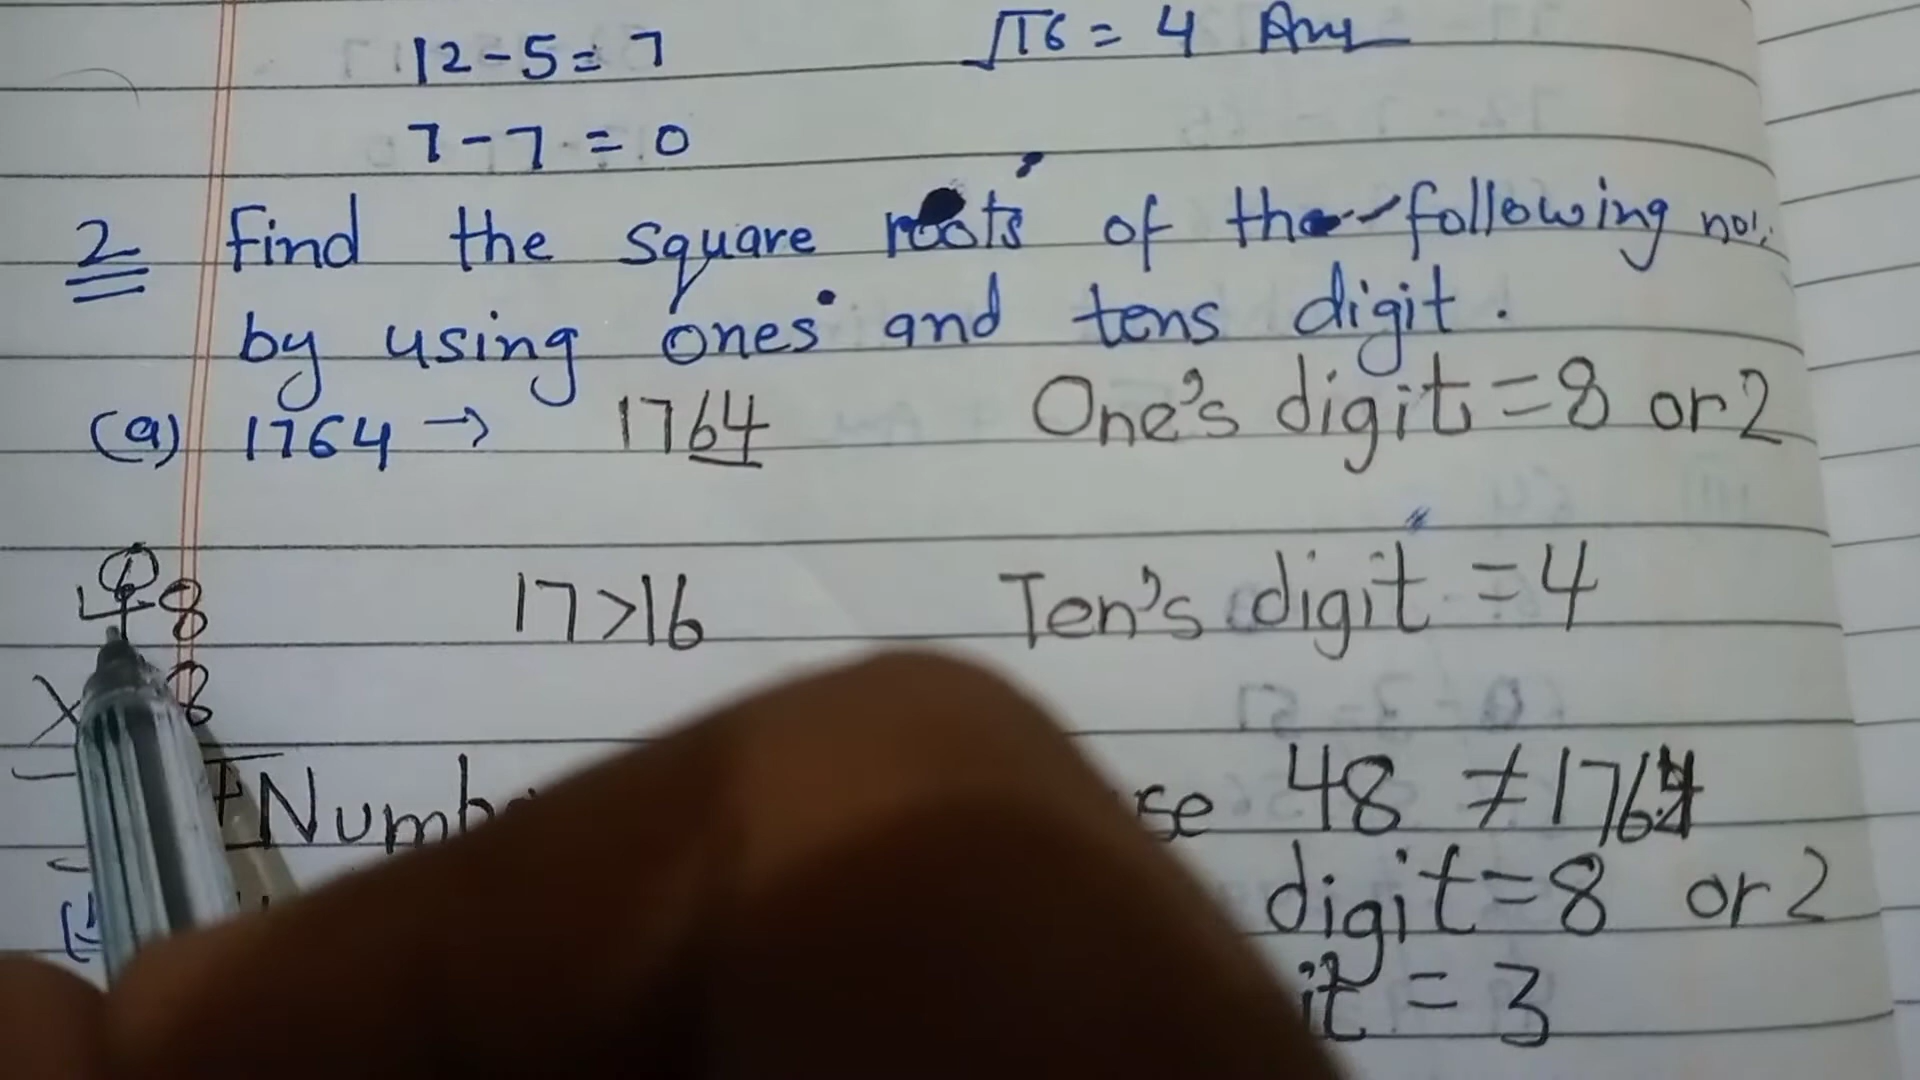 12-5=7 √16 = 4 Ans
7-7=0
2 Find the square roots of the following no's.
by using ones and tens digit.
(a) 1764 → 1764 One's digit = 8 or 2
48 17>16 Ten's digit = 4
× 8
48 ≠ 1764
digit = 8 or 2
= 3